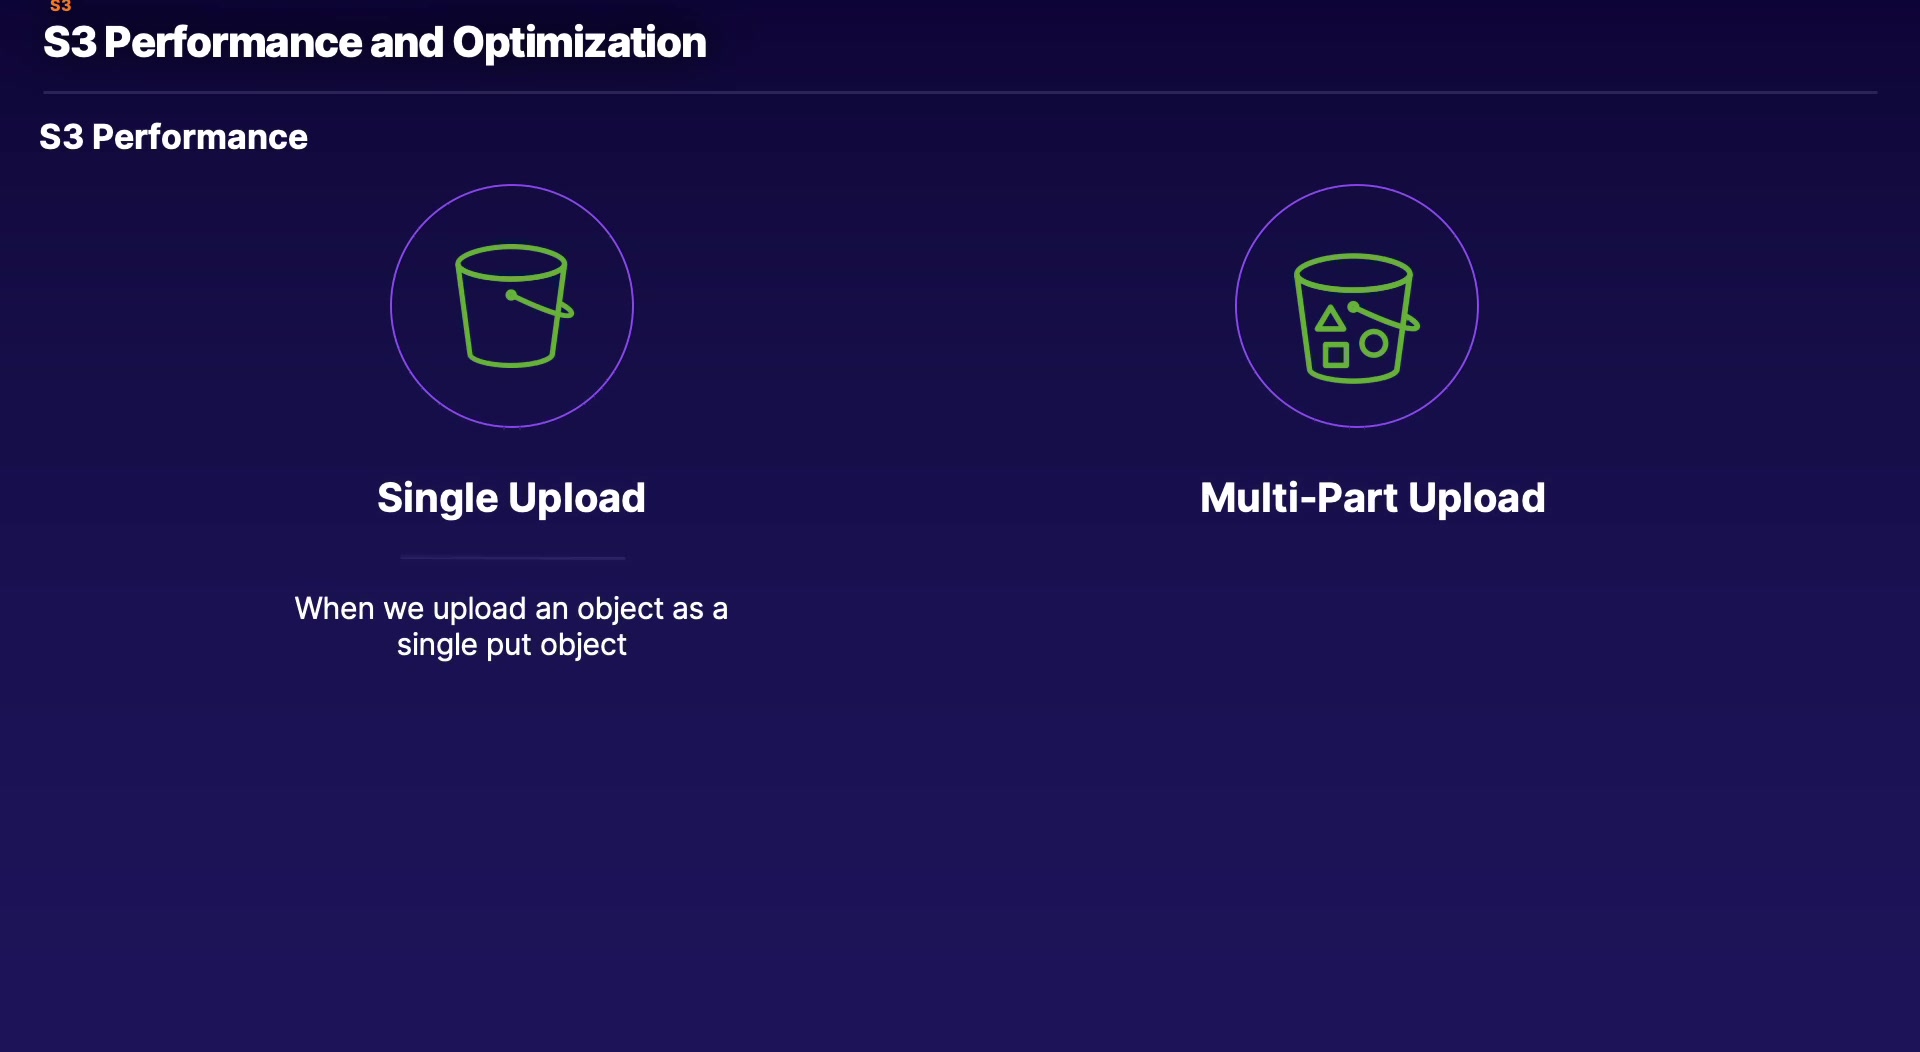 S3
S3 Performance and Optimization
S3 Performance
Single Upload
Multi-Part Upload
When we upload an object as a
single put object